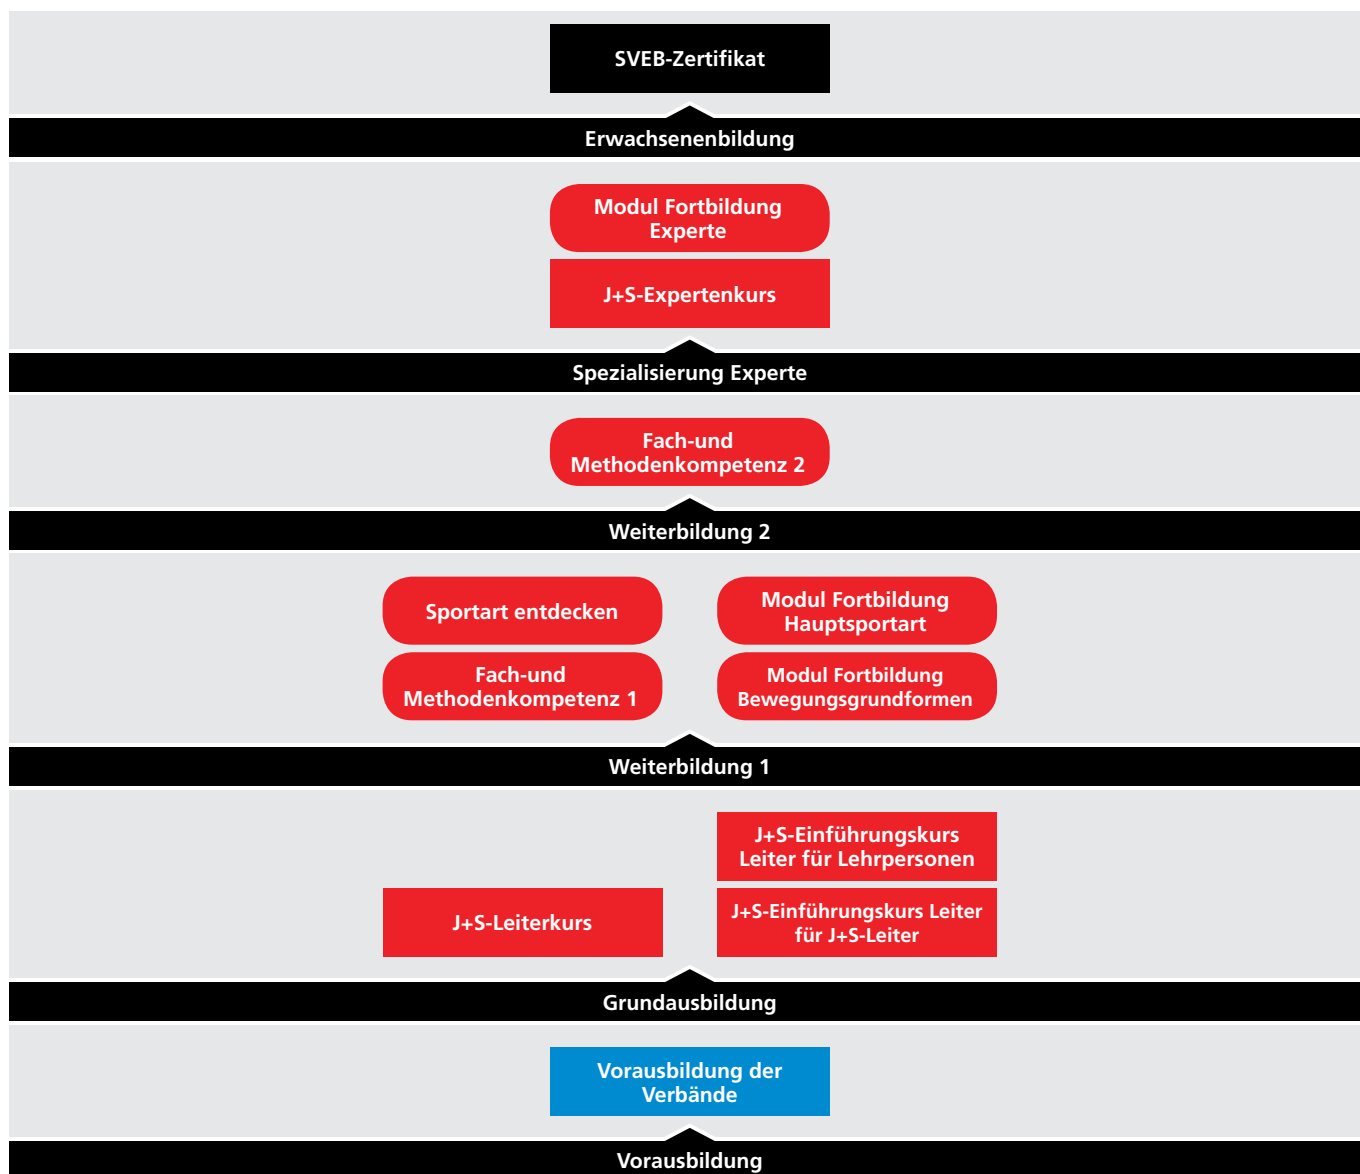 SVEB-Zertifikat
Erwachsenenbildung
Modul Fortbildung
Experte
J+S-Expertenkurs
Spezialisierung Experte
Fach-und
Methodenkompetenz 2
Weiterbildung 2
Sportart entdecken
Modul Fortbildung
Hauptsportart
Fach-und
Methodenkompetenz 1
Modul Fortbildung
Bewegungsgrundformen
Weiterbildung 1
J+S-Einführungskurs
Leiter für Lehrpersonen
J+S-Leiterkurs
J+S-Einführungskurs Leiter
für J+S-Leiter
Grundausbildung
Vorausbildung der
Verbände
Vorausbildung